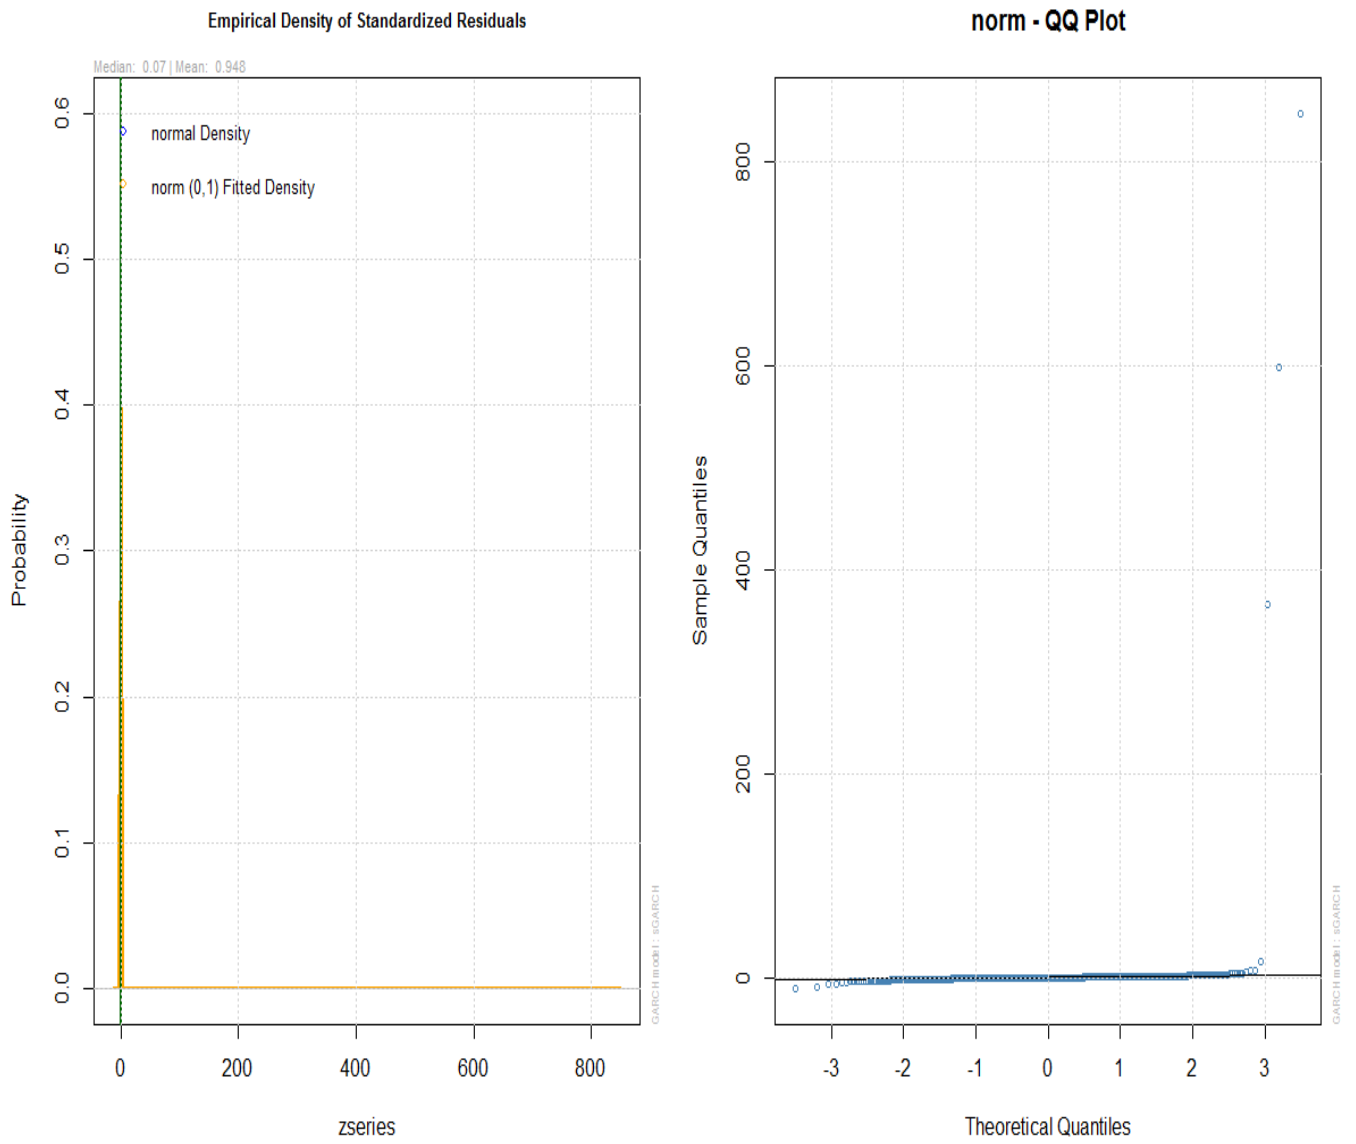 Empirical Density of Standardized Residuals
Median: 0.07 | Mean: 0.948
normal Density
norm (0,1) Fitted Density
Probability
0.6
0.5
0.4
0.3
0.2
0.1
0.0
0 200 400 600 800
zseries
GARCH model : sGARCH
norm - QQ Plot
Sample Quantiles
800
600
400
200
0
-3 -2 -1 0 1 2 3
Theoretical Quantiles
GARCH model : sGARCH